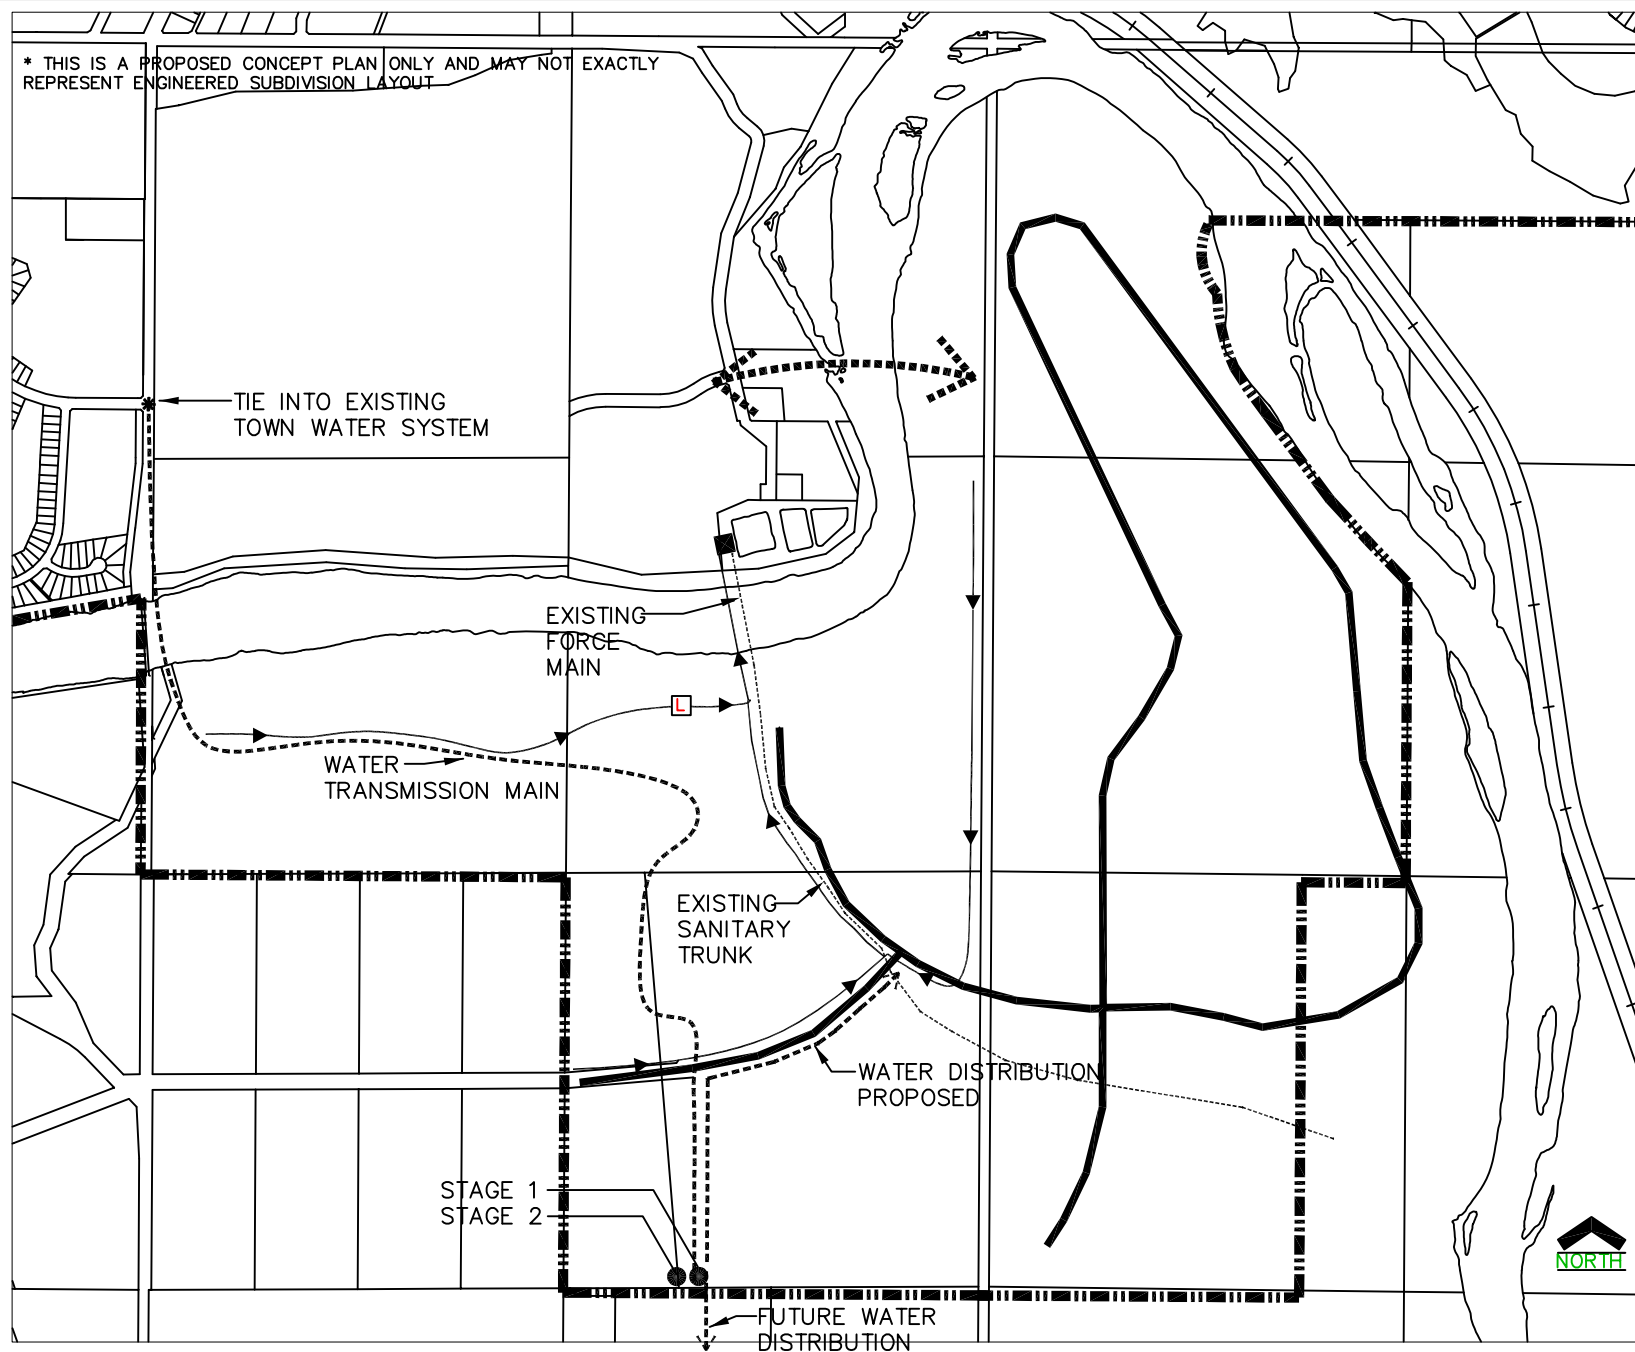 * THIS IS A PROPOSED CONCEPT PLAN ONLY AND MAY NOT EXACTLY
REPRESENT ENGINEERED SUBDIVISION LAYOUT
TIE INTO EXISTING
TOWN WATER SYSTEM
EXISTING
FORCE
MAIN
L
WATER
TRANSMISSION MAIN
EXISTING
SANITARY
TRUNK
WATER DISTRIBUTION
PROPOSED
STAGE 1
STAGE 2
NORTH
FUTURE WATER
DISTRIBUTION